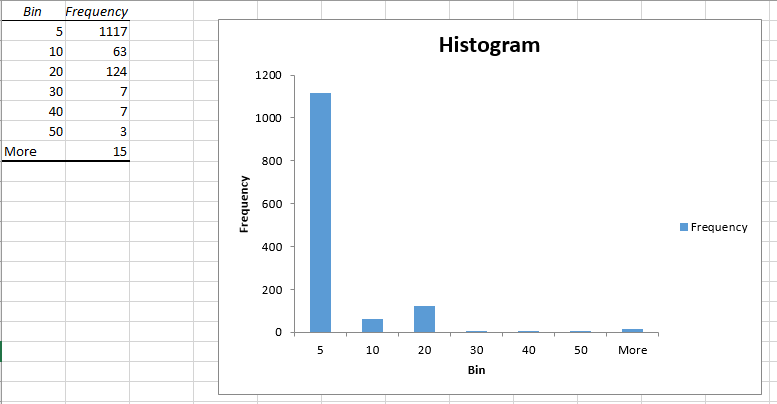 Bin Frequency
5 1117
10 63
20 124
30 7
40 7
50 3
More 15
Histogram
1200
1000
800
600
400
200
0
Frequency
5 10 20 30 40 50 More
Bin
Frequency